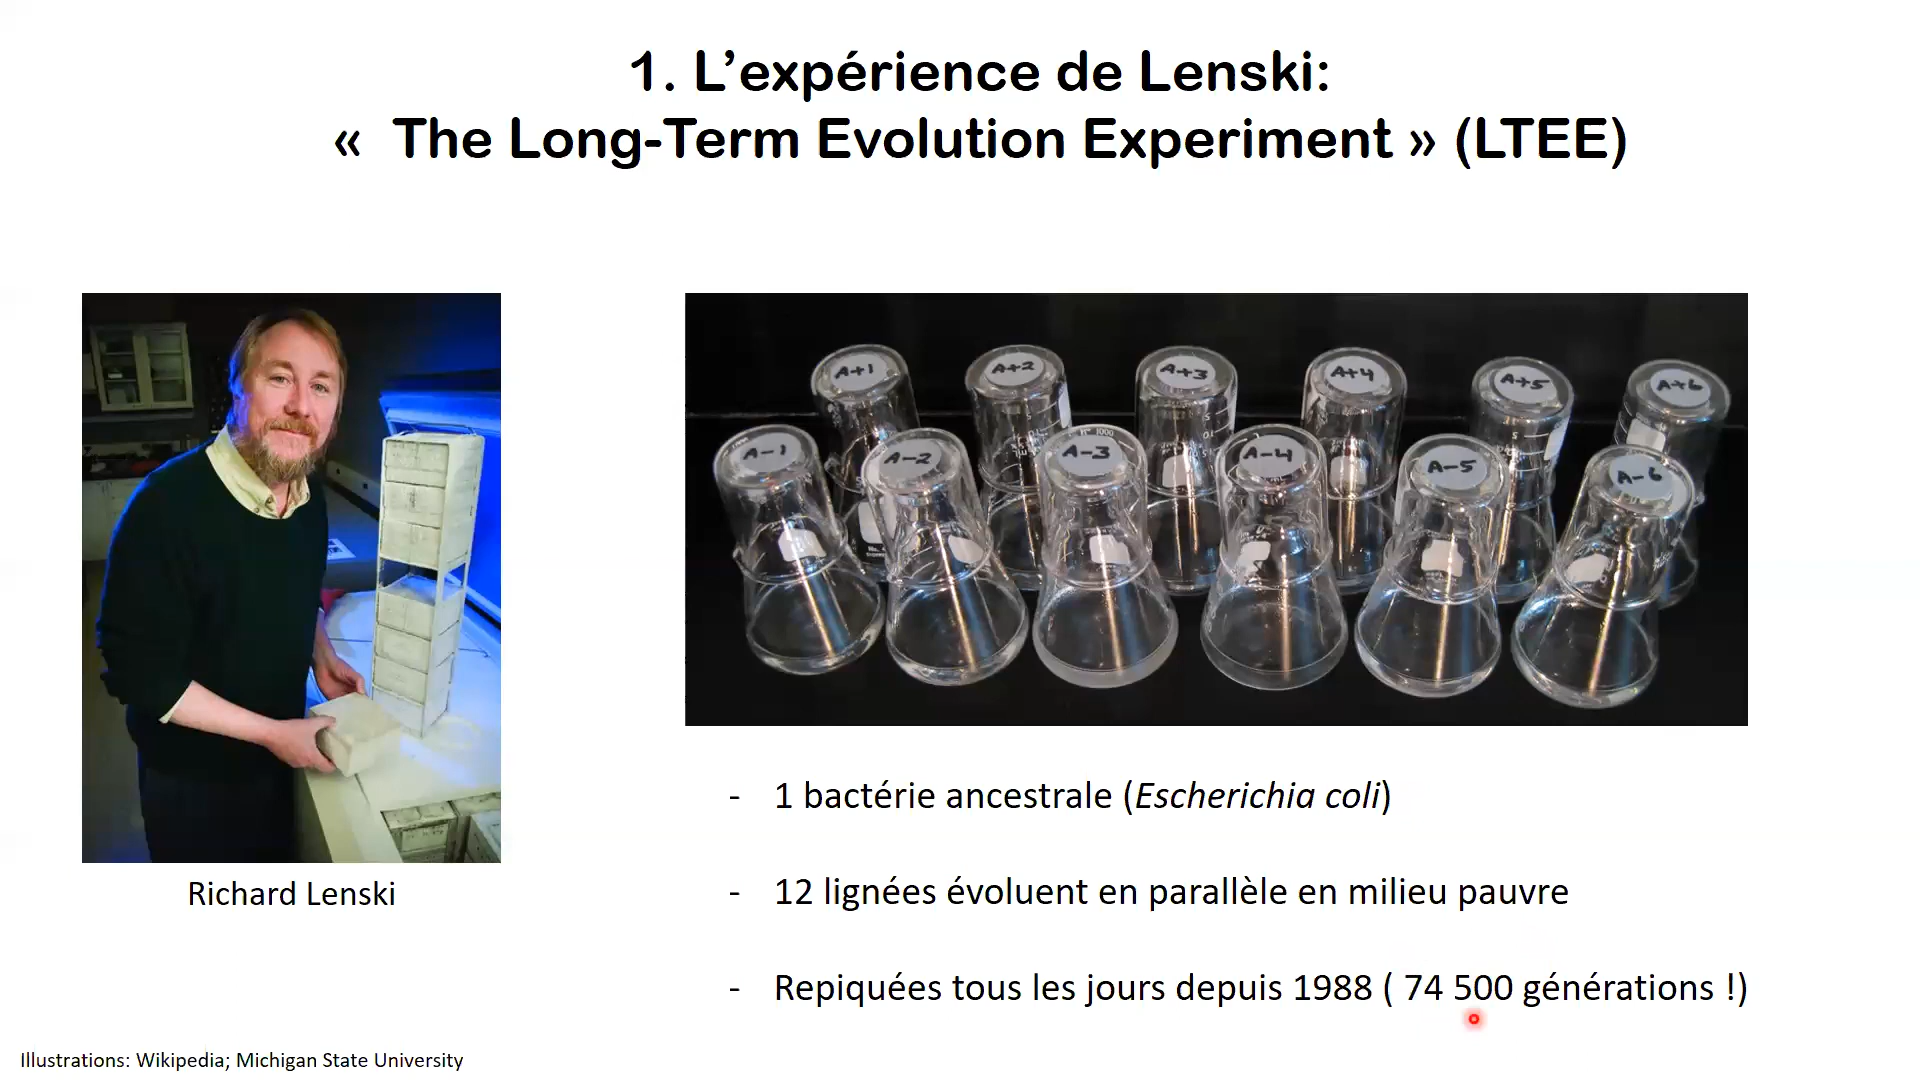 1. L’expérience de Lenski:
«  The Long-Term Evolution Experiment » (LTEE)
A+1
A+2
A+3
A+4
A+5
A+6
A-1
A-2
A-3
A-4
A-5
A-6
Richard Lenski
- 1 bactérie ancestrale (Escherichia coli)
- 12 lignées évoluent en parallèle en milieu pauvre
- Repiquées tous les jours depuis 1988 ( 74 500 générations !)
Illustrations: Wikipedia; Michigan State University